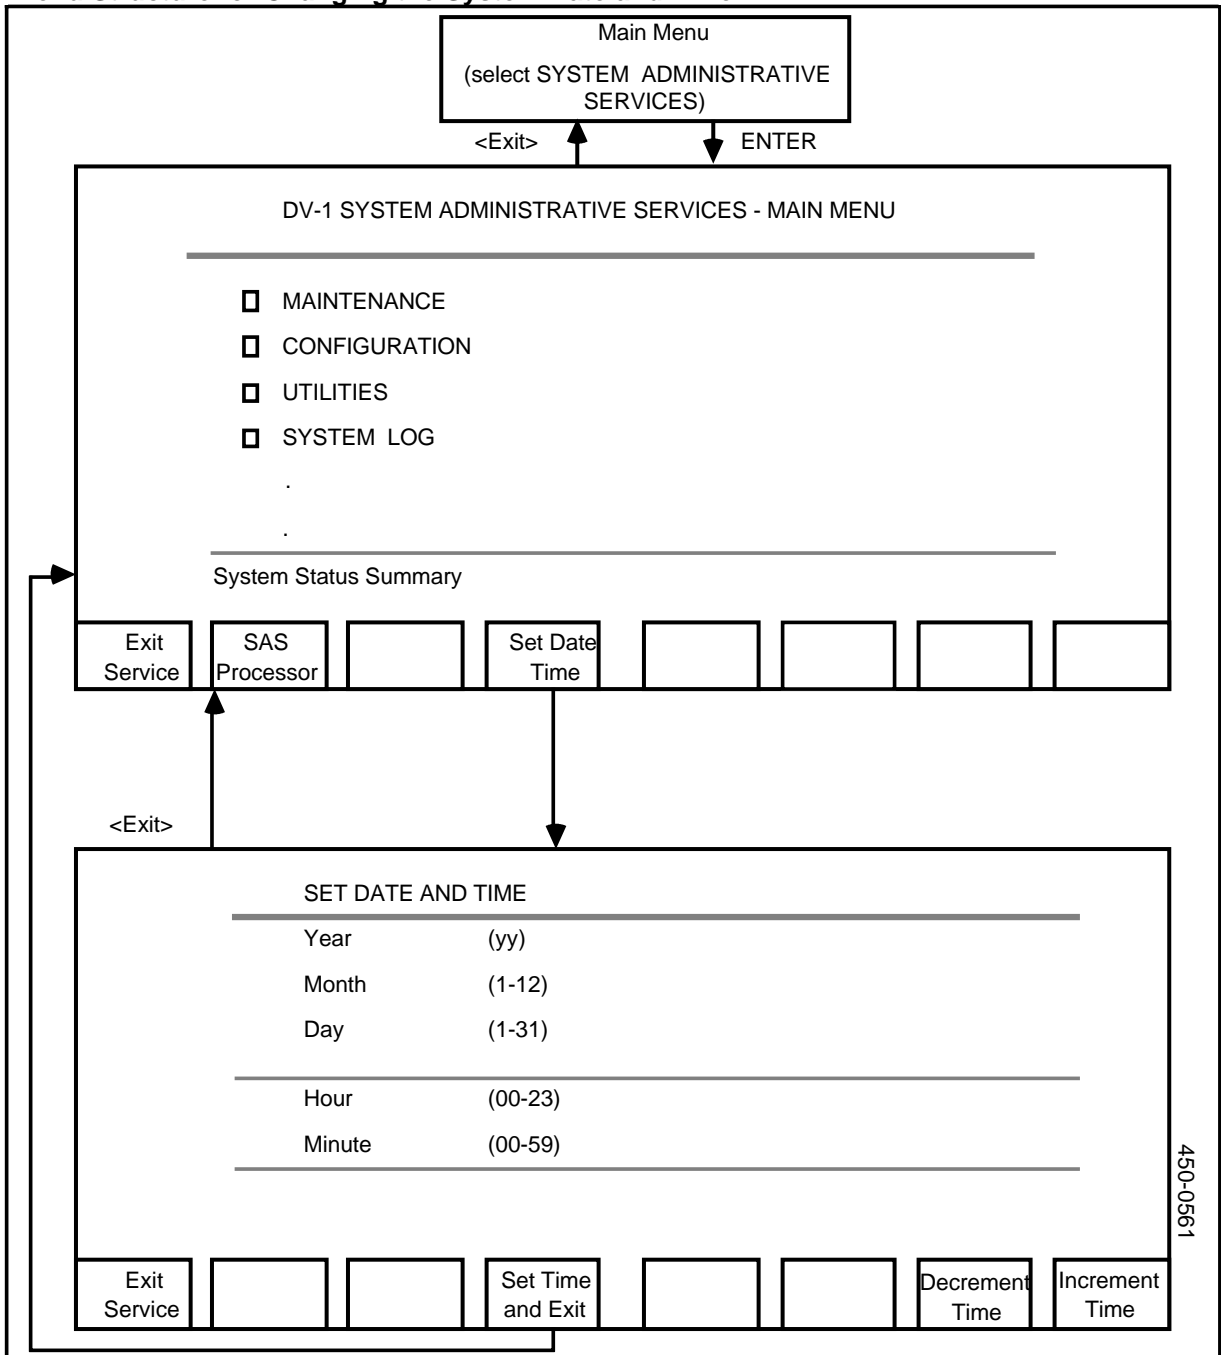 Main Menu
(select SYSTEM ADMINISTRATIVE
SERVICES)
<Exit>
ENTER
DV-1 SYSTEM ADMINISTRATIVE SERVICES - MAIN MENU
MAINTENANCE
CONFIGURATION
UTILITIES
SYSTEM LOG
.
.
System Status Summary
Exit
Service
SAS
Processor
Set Date
Time
<Exit>
SET DATE AND TIME
Year (yy)
Month (1-12)
Day (1-31)
Hour (00-23)
Minute (00-59)
450-0561
Exit
Service
Set Time
and Exit
Decrement
Time
Increment
Time